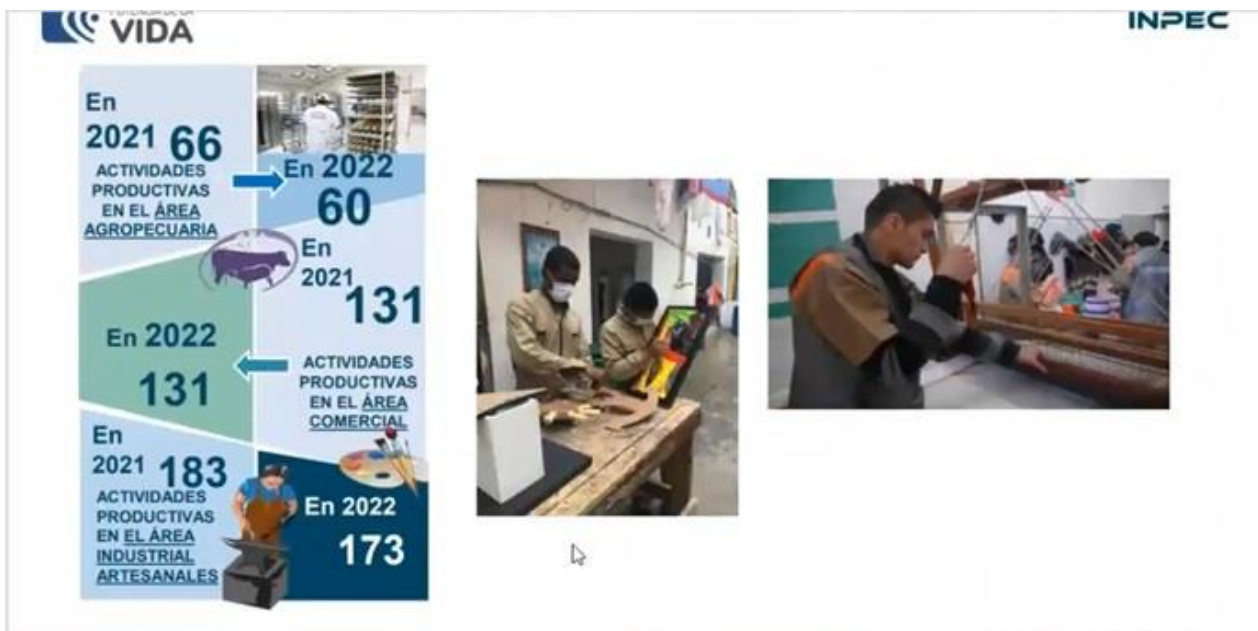 VIDA
INPEC
En
2021 66
ACTIVIDADES
PRODUCTIVAS
EN EL ÁREA
AGROPECUARIA
En 2022
60
En
2021
131
ACTIVIDADES
PRODUCTIVAS
EN EL ÁREA
COMERCIAL
En 2022
131
En
2021 183
ACTIVIDADES
PRODUCTIVAS
EN EL ÁREA
INDUSTRIAL
ARTESANALES
En 2022
173